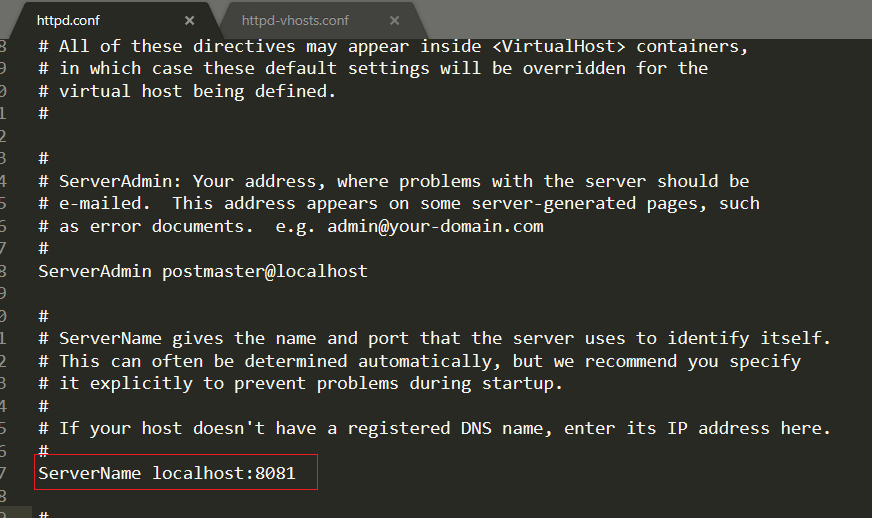 httpd.conf × httpd-vhosts.conf ×
8 # All of these directives may appear inside <VirtualHost> containers,
9 # in which case these default settings will be overridden for the
0 # virtual host being defined.
1 #
2
3 #
4 # ServerAdmin: Your address, where problems with the server should be
5 # e-mailed.  This address appears on some server-generated pages, such
6 # as error documents.  e.g. admin@your-domain.com
7 #
8 ServerAdmin postmaster@localhost
9
0 #
1 # ServerName gives the name and port that the server uses to identify itself.
2 # This can often be determined automatically, but we recommend you specify
3 # it explicitly to prevent problems during startup.
4 #
5 # If your host doesn't have a registered DNS name, enter its IP address here.
6 #
7 ServerName localhost:8081
8
9 #